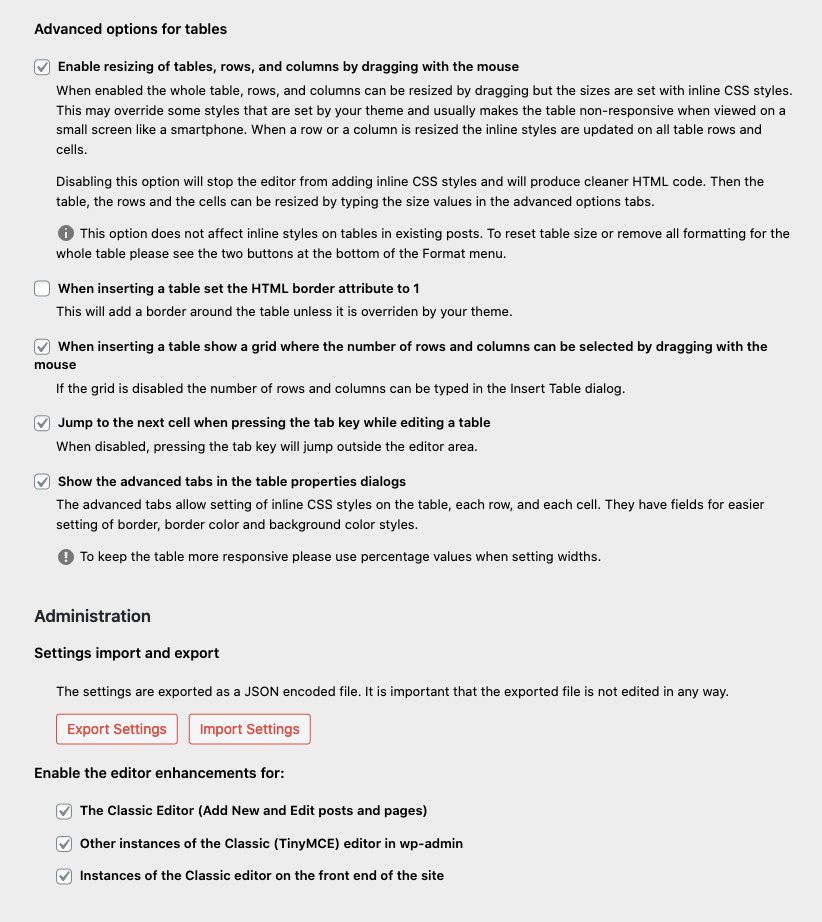 Advanced options for tables
Enable resizing of tables, rows, and columns by dragging with the mouse
When enabled the whole table, rows, and columns can be resized by dragging but the sizes are set with inline CSS styles.
This may override some styles that are set by your theme and usually makes the table non-responsive when viewed on a
small screen like a smartphone. When a row or a column is resized the inline styles are updated on all table rows and
cells.
Disabling this option will stop the editor from adding inline CSS styles and will produce cleaner HTML code. Then the
table, the rows and the cells can be resized by typing the size values in the advanced options tabs.
This option does not affect inline styles on tables in existing posts. To reset table size or remove all formatting for the
whole table please see the two buttons at the bottom of the Format menu.
When inserting a table set the HTML border attribute to 1
This will add a border around the table unless it is overriden by your theme.
When inserting a table show a grid where the number of rows and columns can be selected by dragging with the
mouse
If the grid is disabled the number of rows and columns can be typed in the Insert Table dialog.
Jump to the next cell when pressing the tab key while editing a table
When disabled, pressing the tab key will jump outside the editor area.
Show the advanced tabs in the table properties dialogs
The advanced tabs allow setting of inline CSS styles on the table, each row, and each cell. They have fields for easier
setting of border, border color and background color styles.
To keep the table more responsive please use percentage values when setting widths.
Administration
Settings import and export
The settings are exported as a JSON encoded file. It is important that the exported file is not edited in any way.
Export Settings Import Settings
Enable the editor enhancements for:
The Classic Editor (Add New and Edit posts and pages)
Other instances of the Classic (TinyMCE) editor in wp-admin
Instances of the Classic editor on the front end of the site